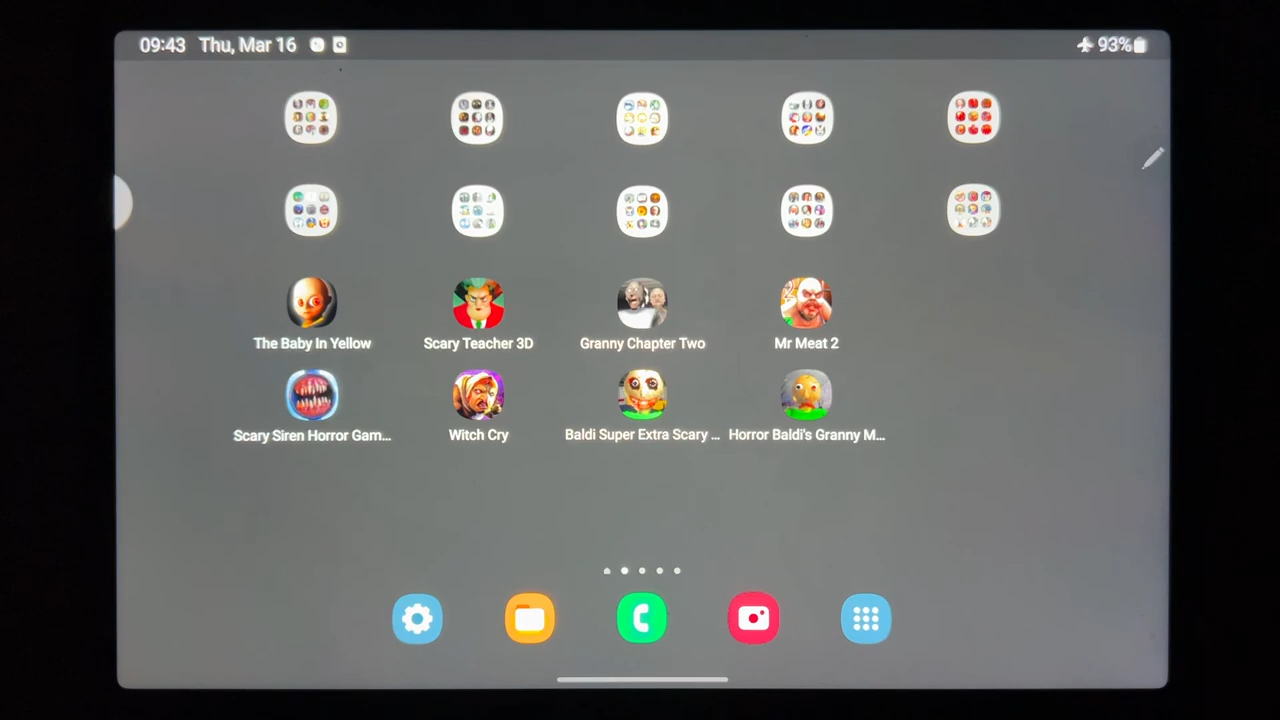 09:43 Thu, Mar 16
93%
The Baby In Yellow
Scary Teacher 3D
Granny Chapter Two
Mr Meat 2
Scary Siren Horror Gam...
Witch Cry
Baldi Super Extra Scary ...
Horror Baldi's Granny M...